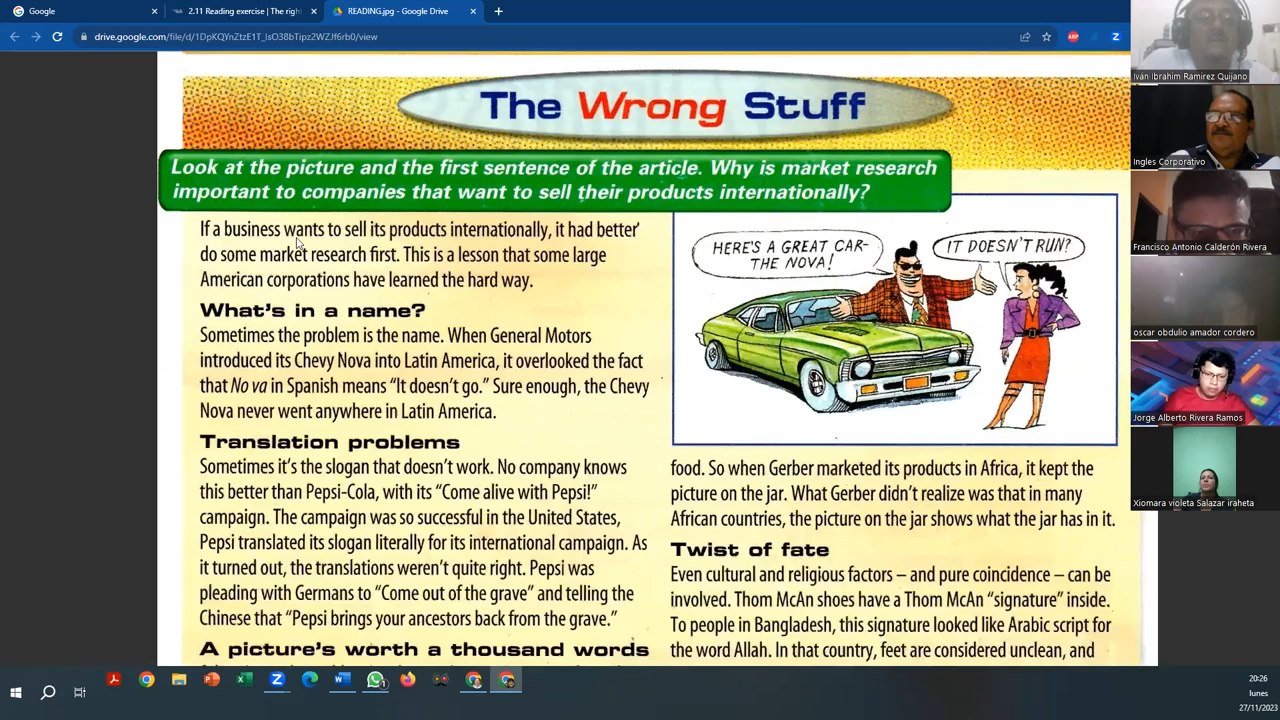 Google
2.11 Reading exercise | The righ
READING.jpg - Google Drive
drive.google.com/file/d/1DpKQYnZtzE1T_lsO38bTipz2WZJf6rb0/view
The Wrong Stuff
Look at the picture and the first sentence of the article. Why is market research
important to companies that want to sell their products internationally?
If a business wants to sell its products internationally, it had better
do some market research first. This is a lesson that some large
American corporations have learned the hard way.
What's in a name?
Sometimes the problem is the name. When General Motors
introduced its Chevy Nova into Latin America, it overlooked the fact
that No va in Spanish means “It doesn't go.” Sure enough, the Chevy
Nova never went anywhere in Latin America.
Translation problems
Sometimes it's the slogan that doesn't work. No company knows
this better than Pepsi-Cola, with its “Come alive with Pepsi!”
campaign. The campaign was so successful in the United States,
Pepsi translated its slogan literally for its international campaign. As
it turned out, the translations weren't quite right. Pepsi was
pleading with Germans to “Come out of the grave” and telling the
Chinese that “Pepsi brings your ancestors back from the grave.”
A picture's worth a thousand words
HERE'S A GREAT CAR-
THE NOVA!
IT DOESN'T RUN?
food. So when Gerber marketed its products in Africa, it kept the
picture on the jar. What Gerber didn't realize was that in many
African countries, the picture on the jar shows what the jar has in it.
Twist of fate
Even cultural and religious factors – and pure coincidence – can be
involved. Thom McAn shoes have a Thom McAn “signature” inside.
To people in Bangladesh, this signature looked like Arabic script for
the word Allah. In that country, feet are considered unclean, and
Iván Ibrahim Ramirez Quijano
Ingles Corporativo
Francisco Antonio Calderón Rivera
oscar obdulio amador cordero
Jorge Alberto Rivera Ramos
Xiomara violeta Salazar iraheta
20:26
lunes
27/11/2023